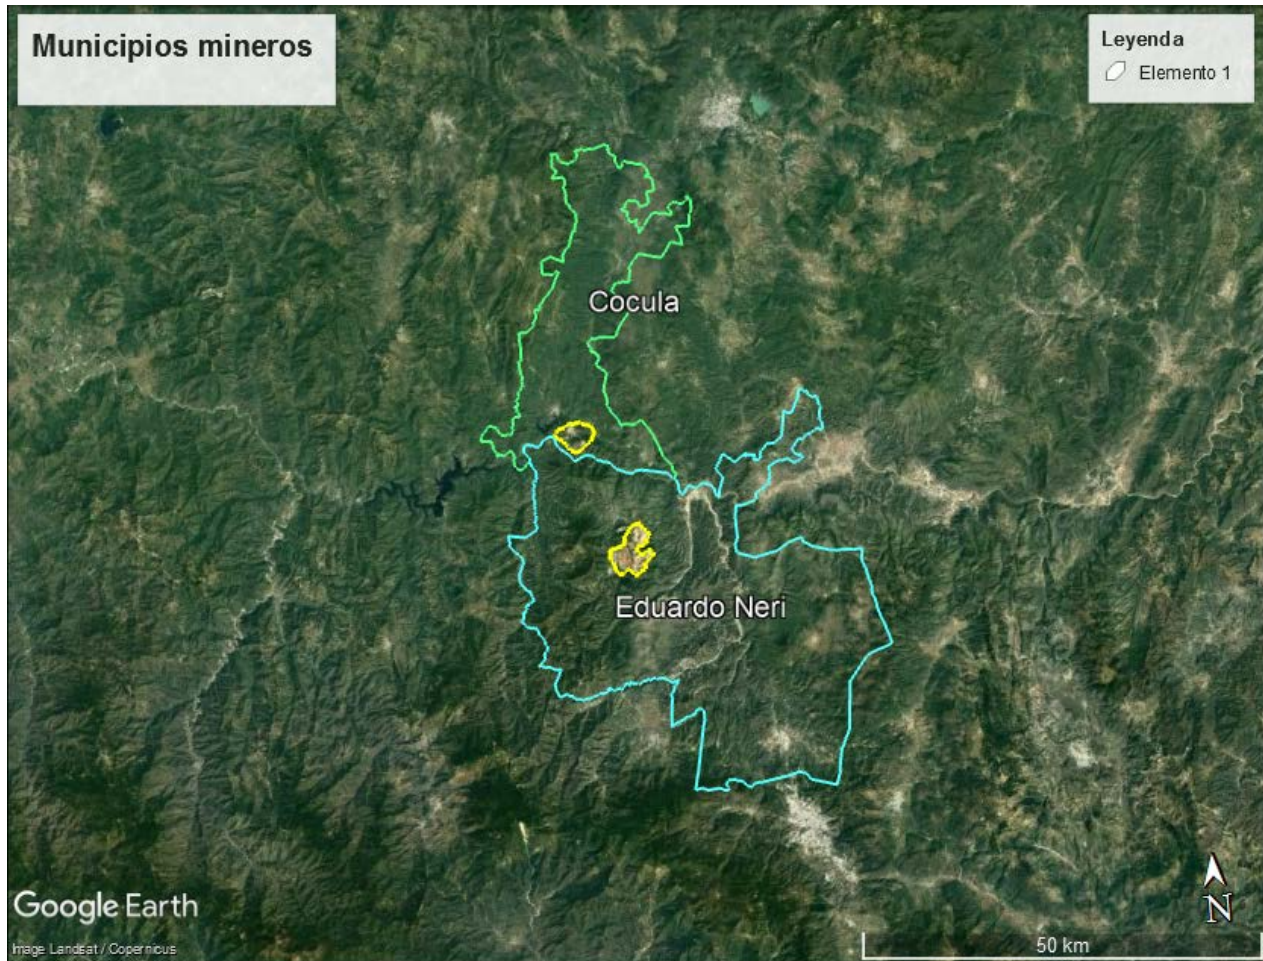 Municipios mineros
Leyenda
Elemento 1
Cocula
Eduardo Neri
Google Earth
N
Image Landsat / Copernicus
50 km